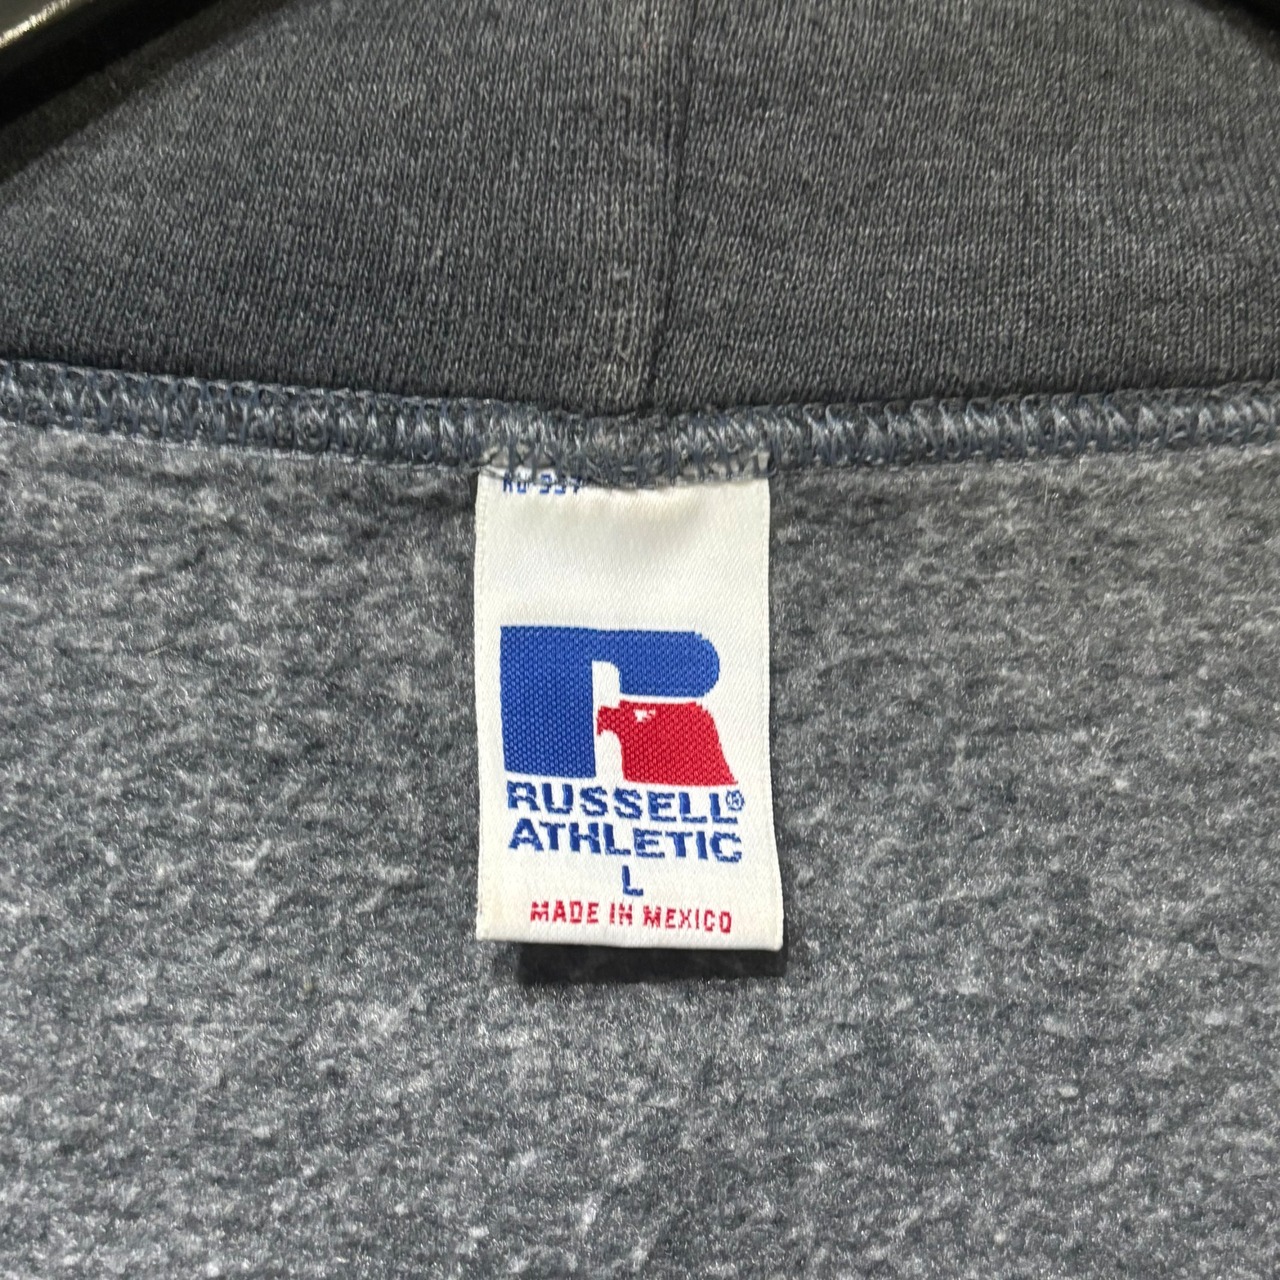 RUSSELL®
ATHLETIC
L
MADE IN MEXICO